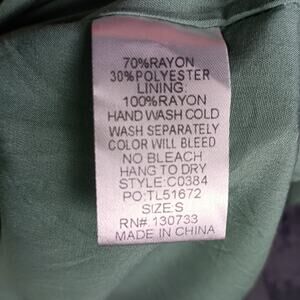 70%RAYON
30%POLYESTER
LINING:
100%RAYON
HAND WASH COLD
WASH SEPARATELY
COLOR WILL BLEED
NO BLEACH
HANG TO DRY
STYLE:C0384
PO:TL51672
SIZE:S
RN#.130733
MADE IN CHINA